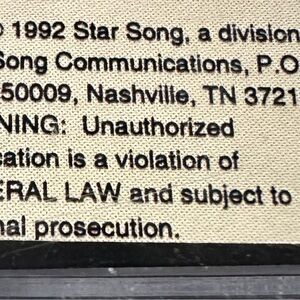 © 1992 Star Song, a division
Song Communications, P.O
50009, Nashville, TN 3721
NING: Unauthorized
cation is a violation of
ERAL LAW and subject to
nal prosecution.